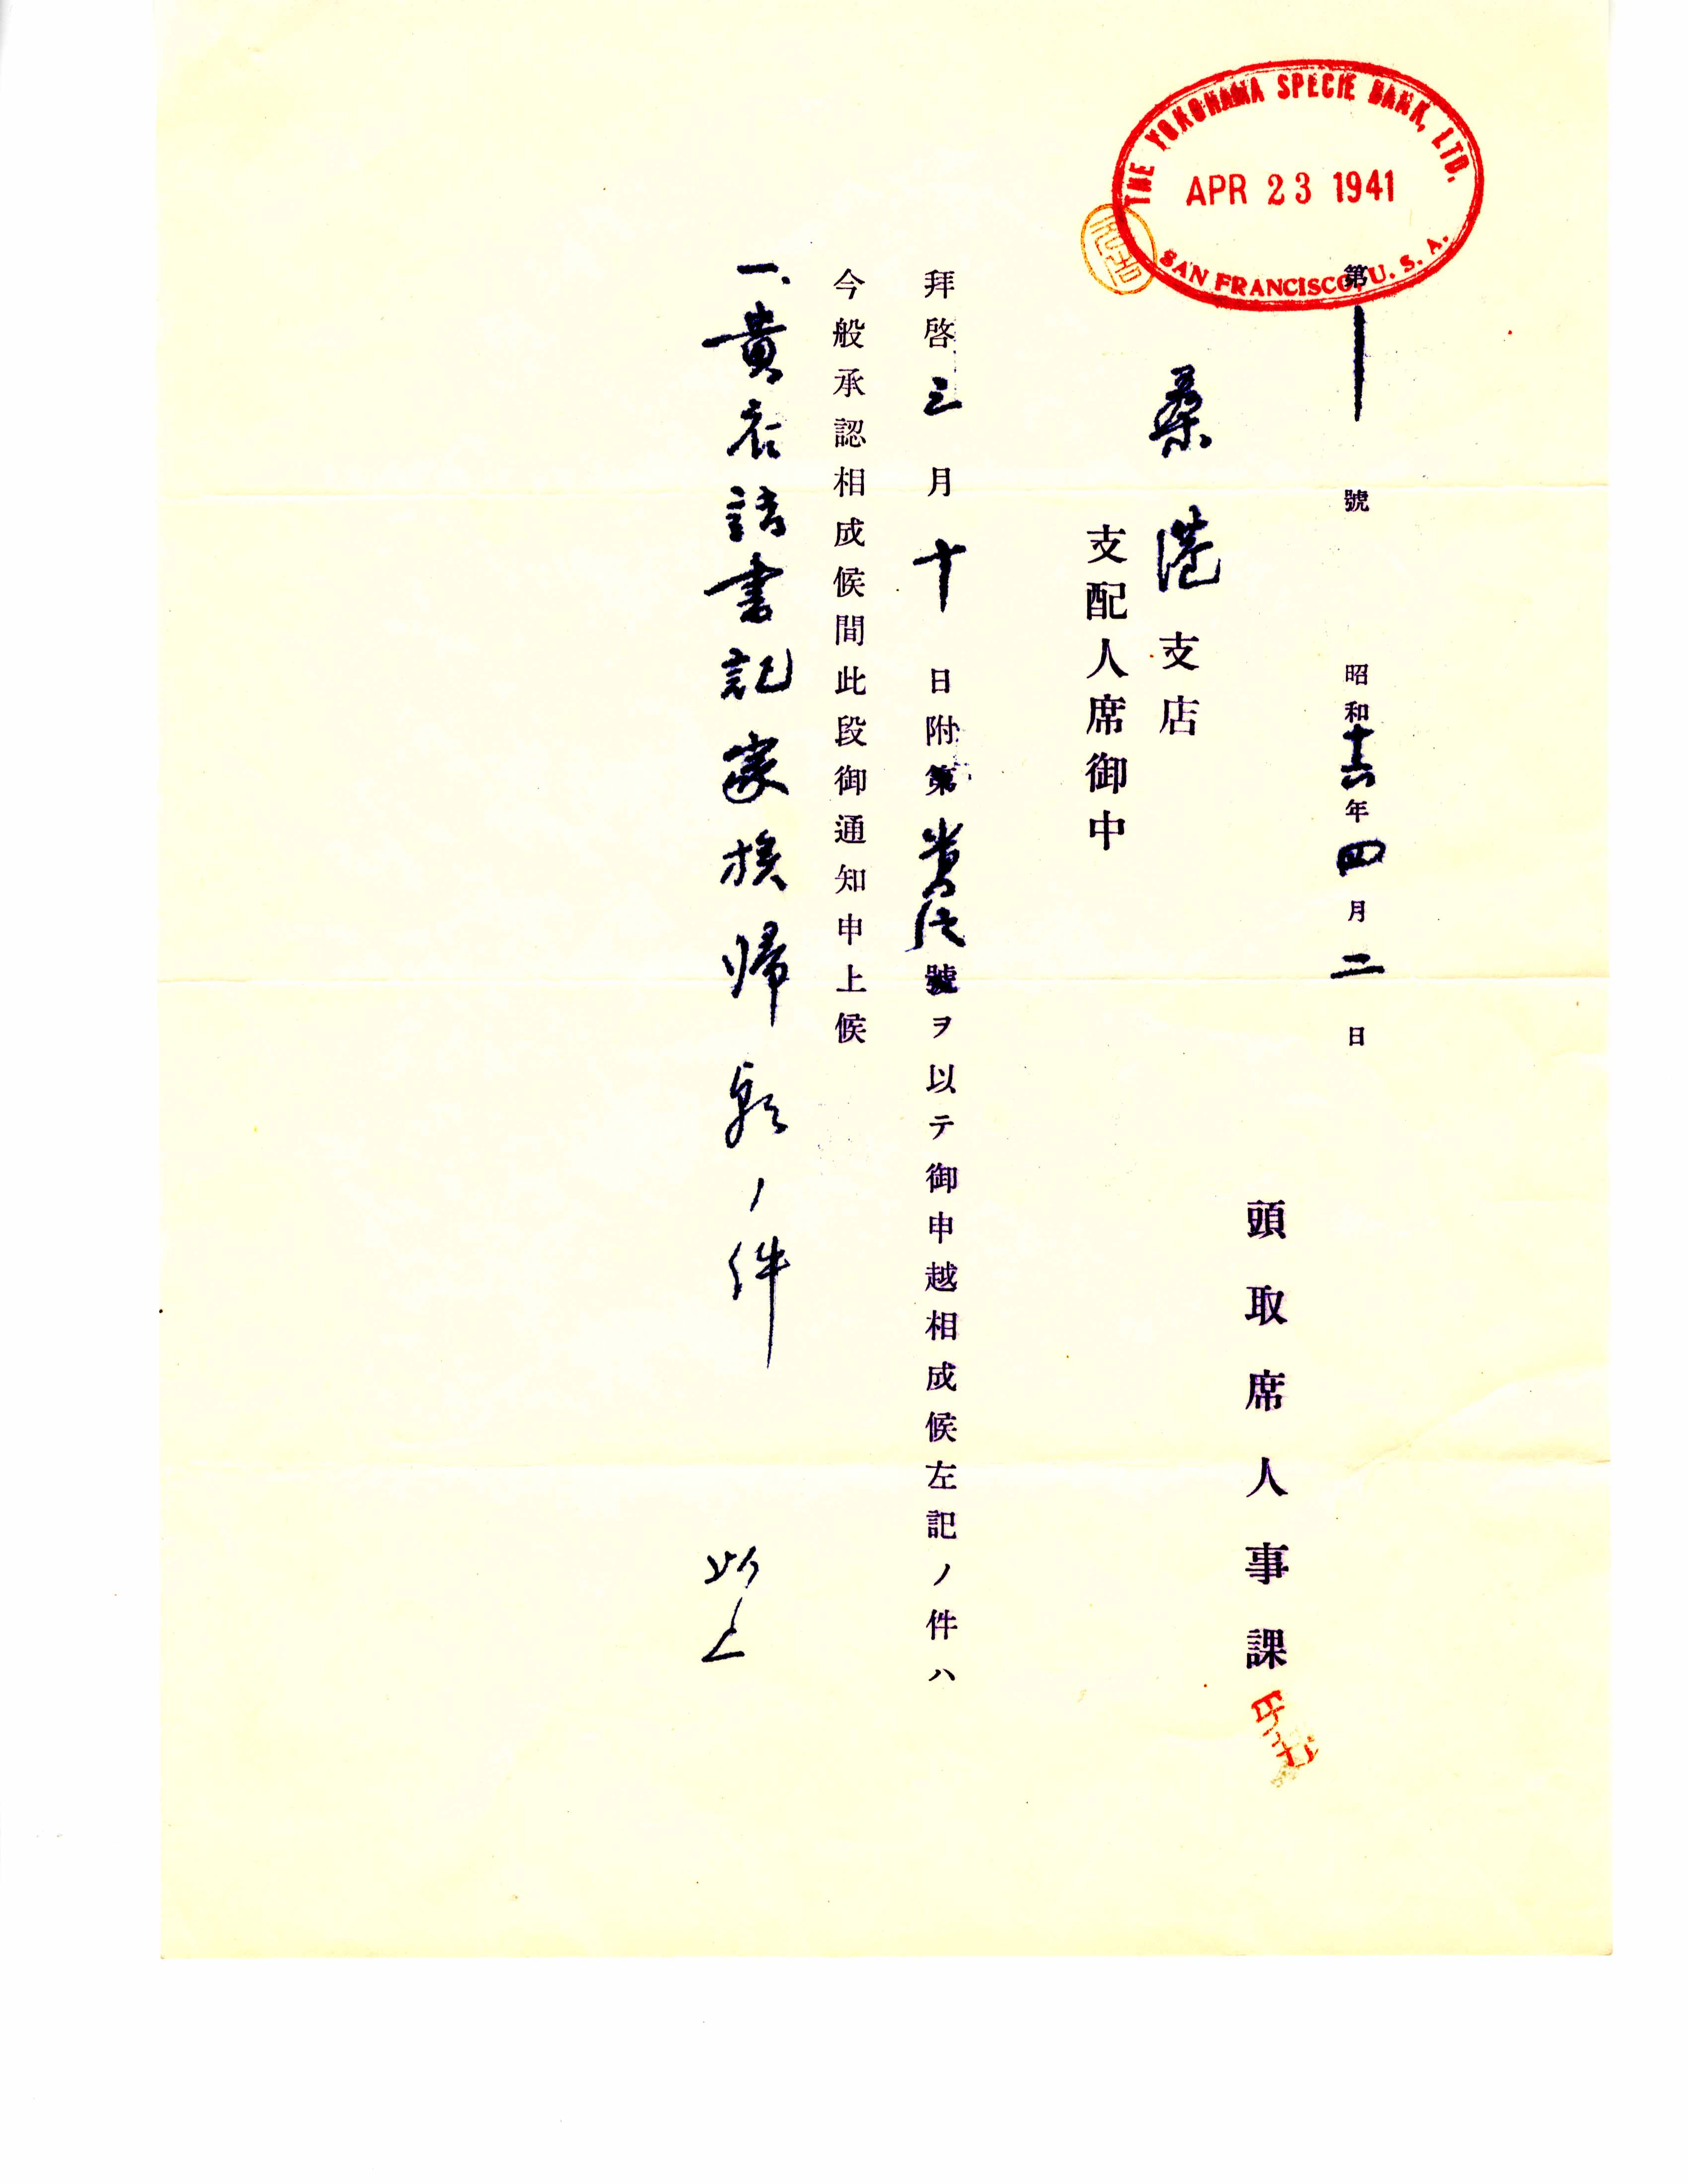 THE YOKOHAMA SPECIE BANK, LTD.
APR 23 1941
SAN FRANCISCO, U. S. A.
第 號 昭和十六年四月二日
頭取席人事課
桑港支店
支配人席御中
拝啓三月十日附第貴信號ヲ以テ御申越相成候左記ノ件ハ
今般承認相成候間此段御通知申上候
一、貴店諸書記家族帰朝ノ件
以上